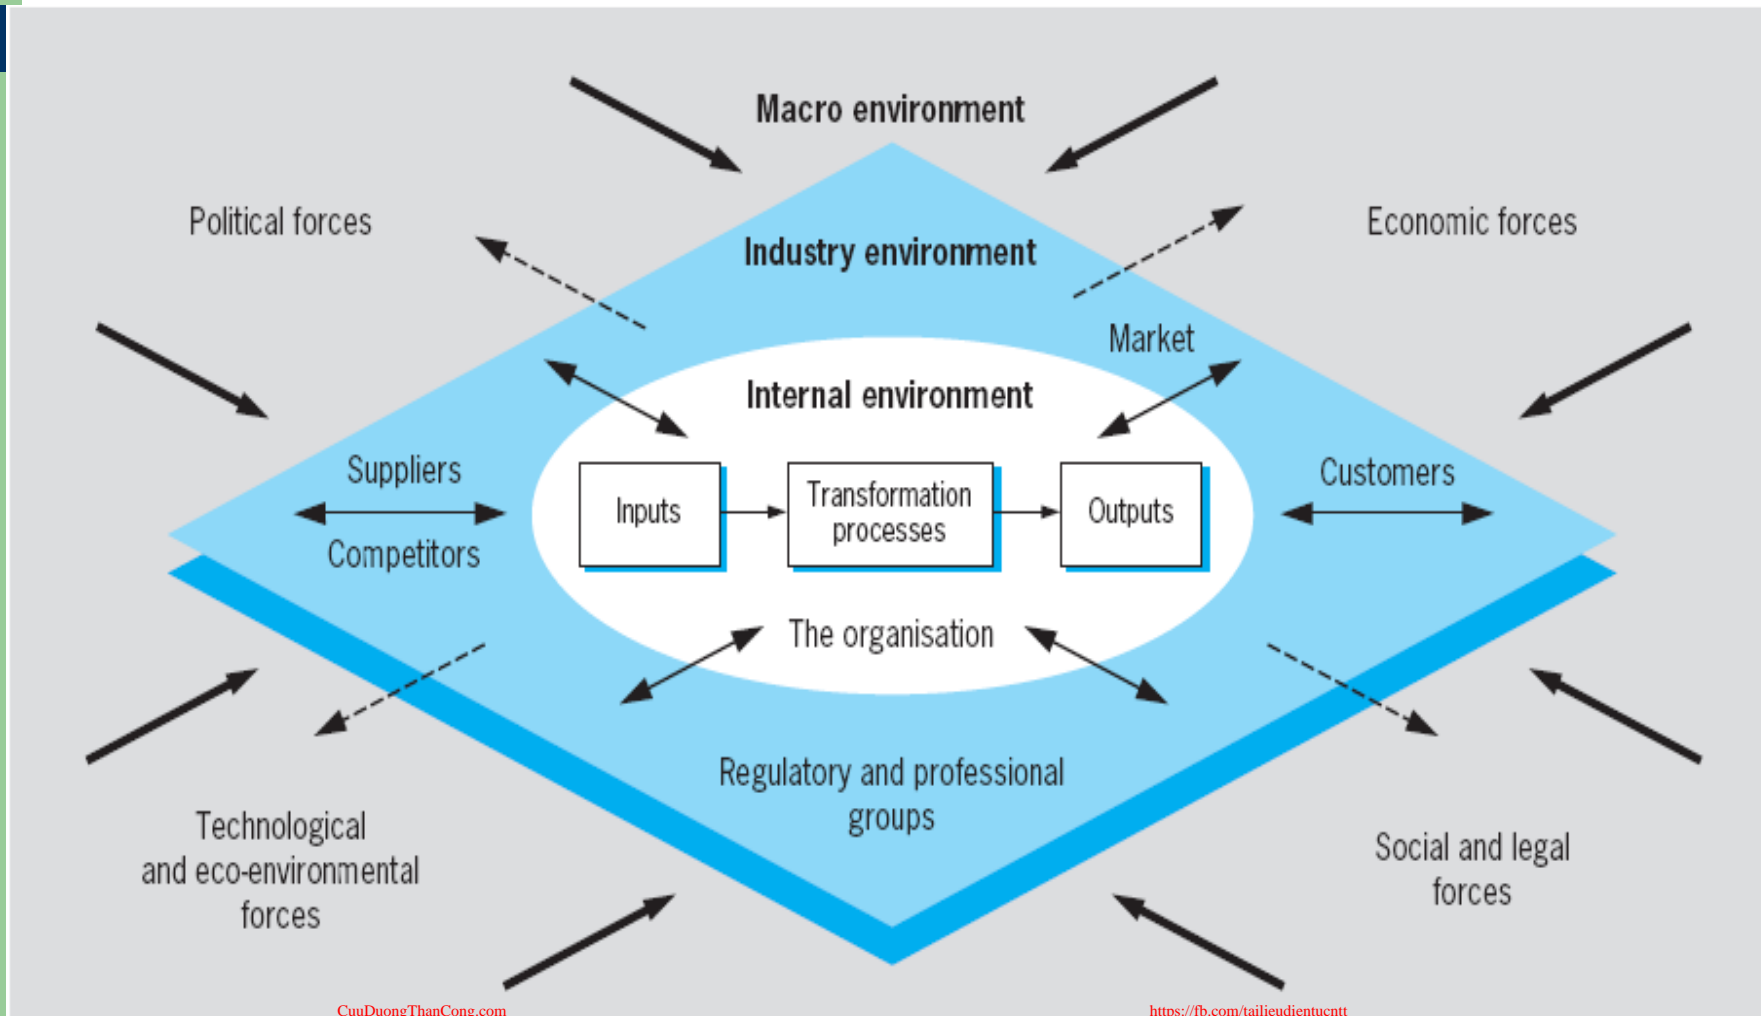 Macro environment
Political forces
Economic forces
Industry environment
Market
Internal environment
Suppliers
Customers
Inputs
Transformation
processes
Outputs
Competitors
The organisation
Regulatory and professional
groups
Technological
and eco-environmental
forces
Social and legal
forces
CuuDuongThanCong.com
https://fb.com/tailieudientucntt